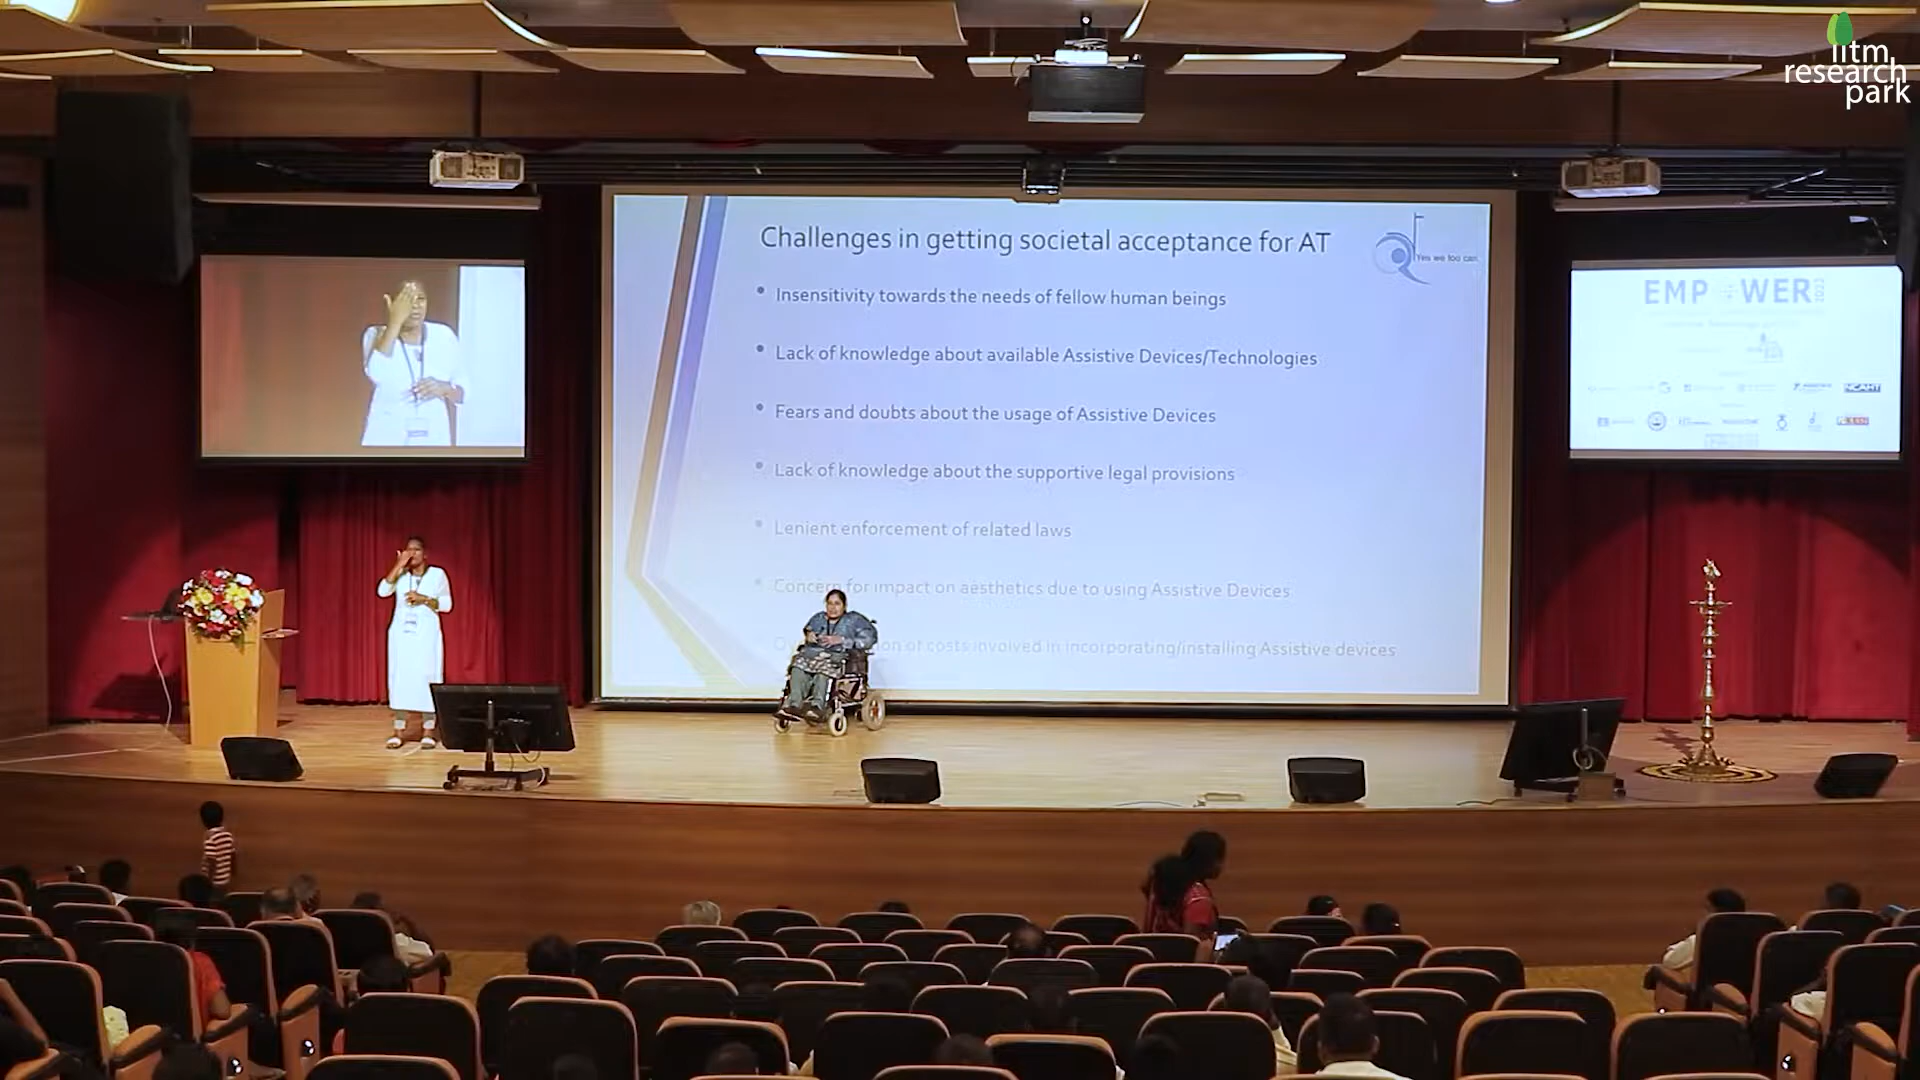 iitm
research
park
Challenges in getting societal acceptance for AT
Yes we too can
• Insensitivity towards the needs of fellow human beings
• Lack of knowledge about available Assistive Devices/Technologies
• Fears and doubts about the usage of Assistive Devices
• Lack of knowledge about the supportive legal provisions
• Lenient enforcement of related laws
• Concern for impact on aesthetics due to using Assistive Devices
of costs involved in incorporating/installing Assistive devices
EMPOWER
NCAHT